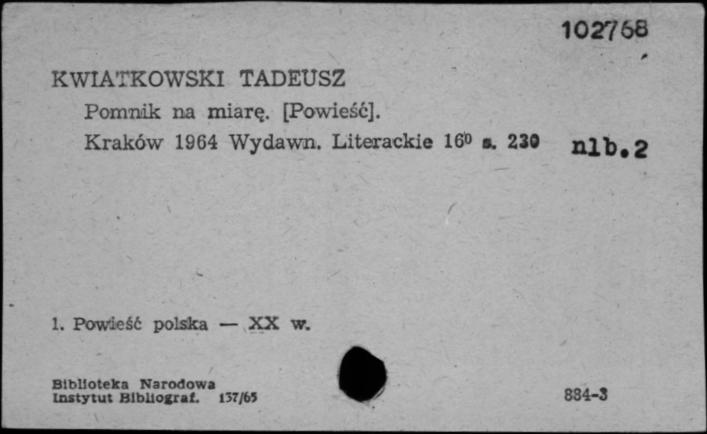 102768
KWIATKOWSKI TADEUSZ
Pomnik na miarę. [Powieść].
Kraków 1964 Wydawn. Literackie 16⁰ s. 230 nlb.2
1. Powieść polska — XX w.
Biblioteka Narodowa
Instytut Bibliograf. 137/65
884-3